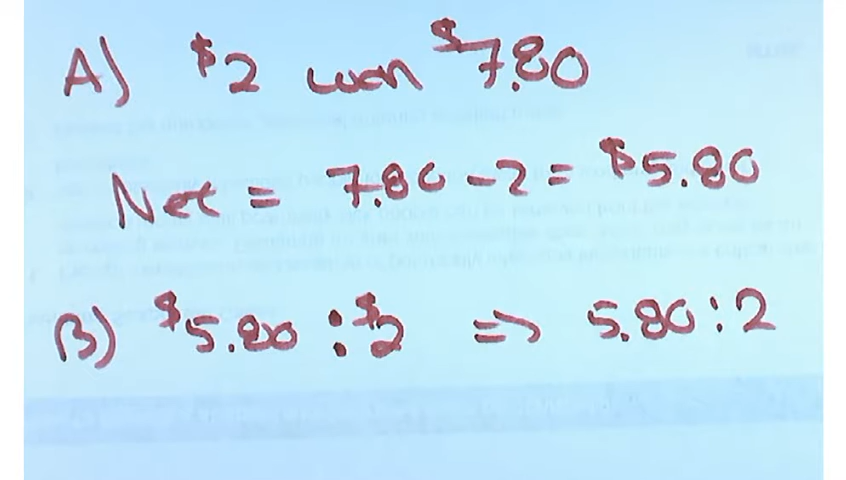 A) $2 won $7.80
Net = 7.80 - 2 = $5.80
B) $5.80 : $2 => 5.80 : 2